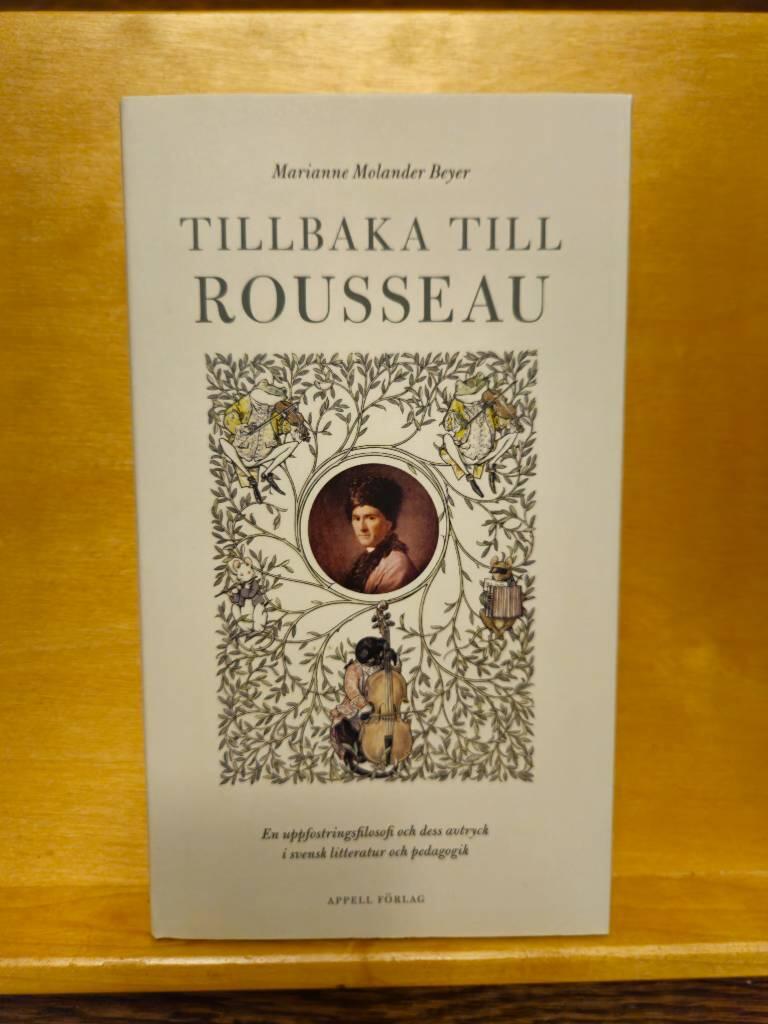 Marianne Molander Beyer
TILLBAKA TILL
ROUSSEAU
En uppfostringsfilosofi och dess avtryck
i svensk litteratur och pedagogik
APPELL FÖRLAG